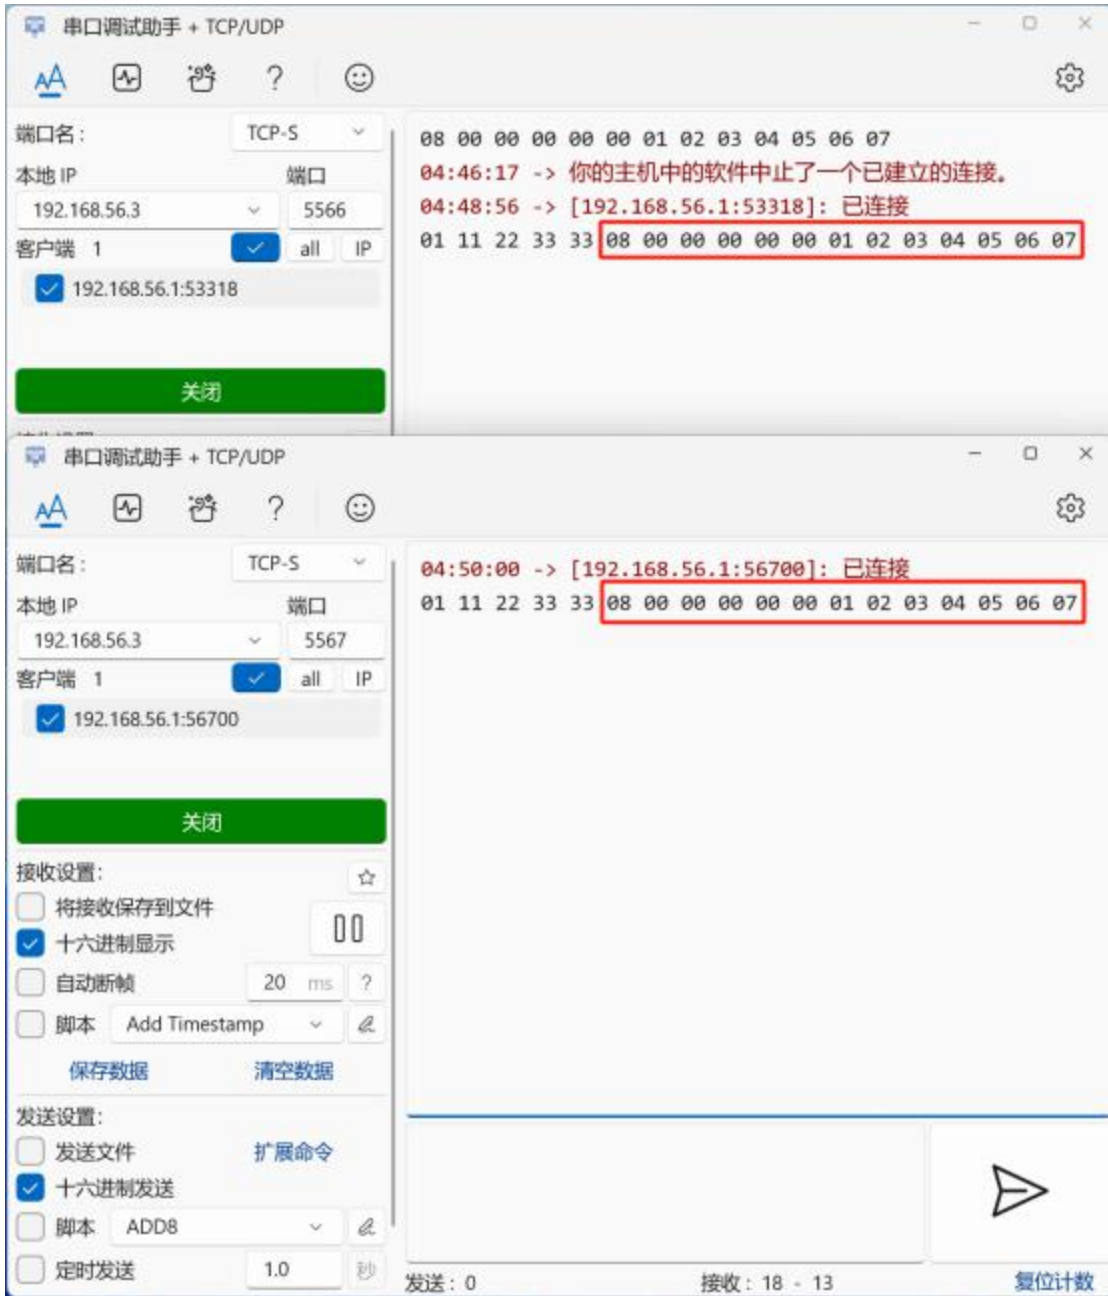 串口调试助手 + TCP/UDP
AA ?
端口名: TCP-S
本地 IP 端口
192.168.56.3 5566
客户端 1 all IP
192.168.56.1:53318
关闭
08 00 00 00 00 00 01 02 03 04 05 06 07
04:46:17 -> 你的主机中的软件中止了一个已建立的连接。
04:48:56 -> [192.168.56.1:53318]: 已连接
01 11 22 33 33 08 00 00 00 00 00 01 02 03 04 05 06 07
串口调试助手 + TCP/UDP
AA ?
端口名: TCP-S
本地 IP 端口
192.168.56.3 5567
客户端 1 all IP
192.168.56.1:56700
关闭
04:50:00 -> [192.168.56.1:56700]: 已连接
01 11 22 33 33 08 00 00 00 00 00 01 02 03 04 05 06 07
接收设置:
将接收保存到文件
十六进制显示
自动断帧 20 ms ?
脚本 Add Timestamp
保存数据 清空数据
发送设置:
发送文件 扩展命令
十六进制发送
脚本 ADD8
定时发送 1.0 秒
发送: 0 接收: 18 - 13 复位计数